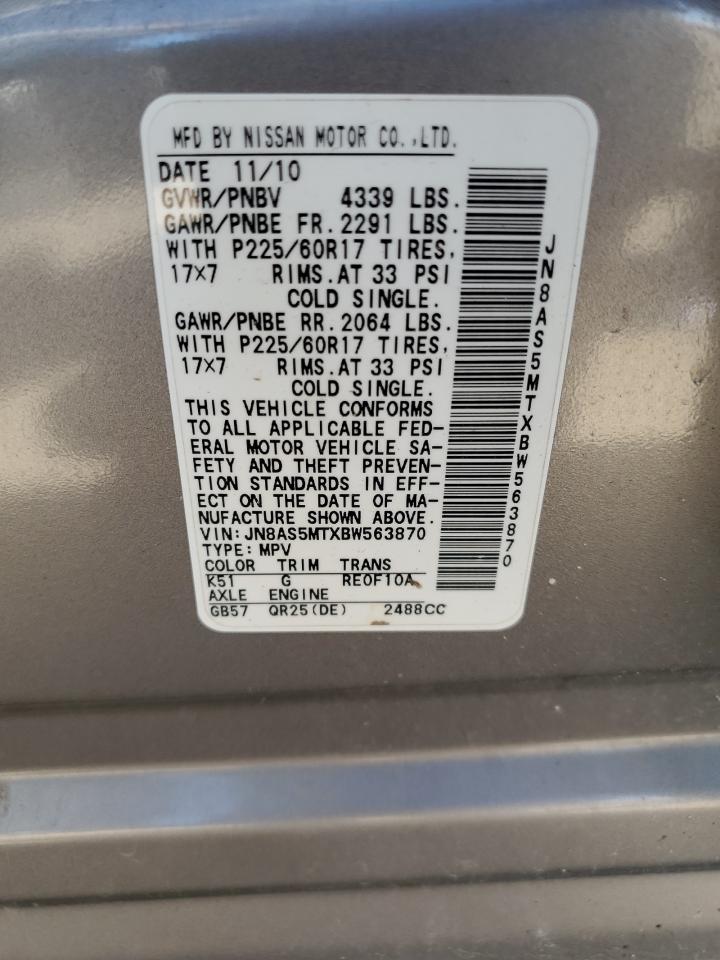 MFD BY NISSAN MOTOR CO.,LTD.
DATE 11/10
GVWR/PNBV 4339 LBS.
GAWR/PNBE FR.2291 LBS.
WITH P225/60R17 TIRES,
17x7 RIMS.AT 33 PSI
COLD SINGLE.
GAWR/PNBE RR.2064 LBS.
WITH P225/60R17 TIRES,
17x7 RIMS.AT 33 PSI
COLD SINGLE.
THIS VEHICLE CONFORMS
TO ALL APPLICABLE FED-
ERAL MOTOR VEHICLE SA-
FETY AND THEFT PREVEN-
TION STANDARDS IN EFF-
ECT ON THE DATE OF MA-
NUFACTURE SHOWN ABOVE.
VIN:JN8AS5MTXBW563870
TYPE:MPV
COLOR TRIM TRANS
K51 G RE0F10A
AXLE ENGINE
GB57 QR25(DE) 2488CC
JN8AS5MTXBW563870